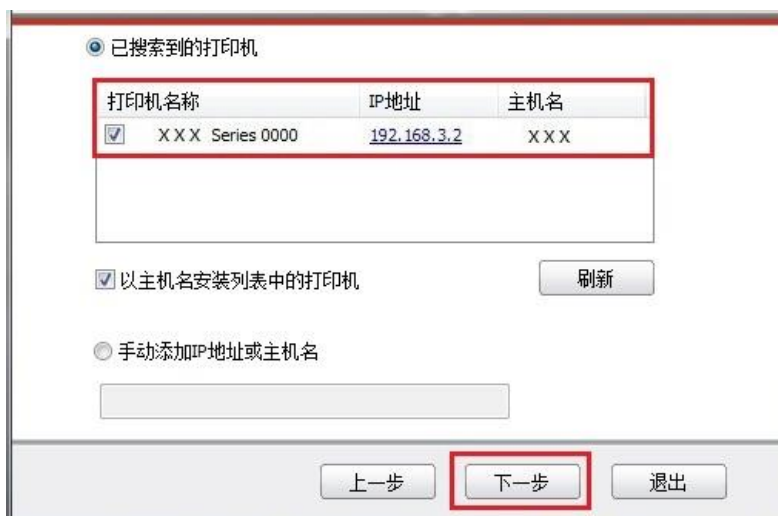 已搜索到的打印机
打印机名称 IP地址 主机名
XXX Series 0000 192.168.3.2 XXX
以主机名安装列表中的打印机 刷新
手动添加IP地址或主机名
上一步 下一步 退出